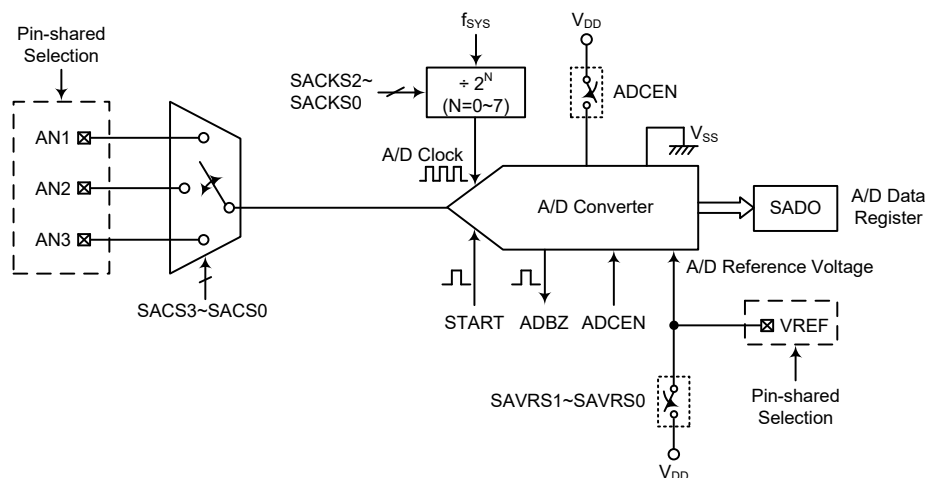 Pin-shared
Selection
AN1
AN2
AN3
SACS3~SACS0
fSYS
SACKS2~
SACKS0
÷ 2ᴺ
(N=0~7)
A/D Clock
VDD
ADCEN
VSS
A/D Converter
SADO
A/D Data
Register
A/D Reference Voltage
START
ADBZ
ADCEN
VREF
SAVRS1~SAVRS0
Pin-shared
Selection
VDD